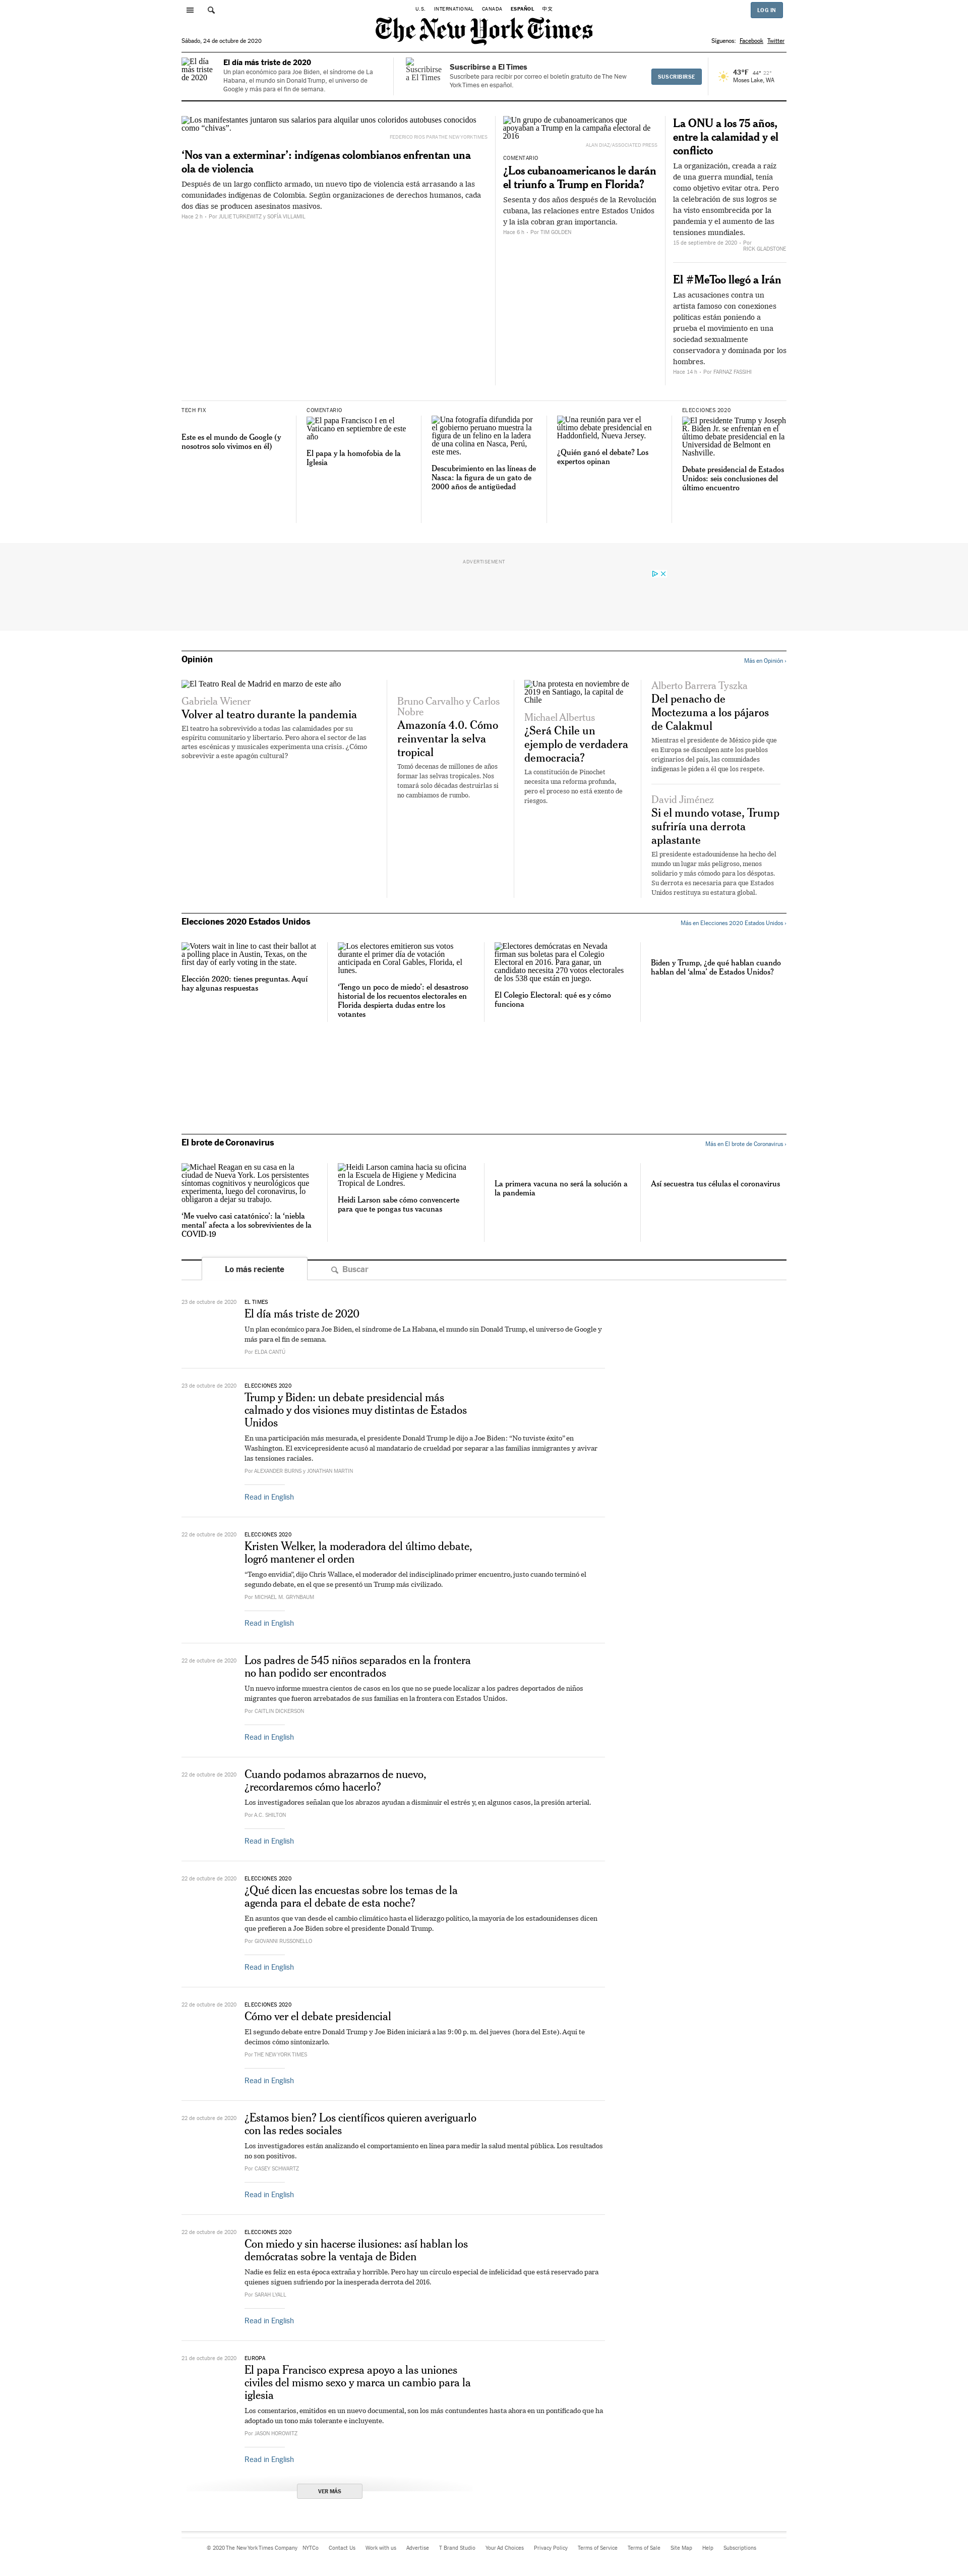 U.S. INTERNATIONAL CANADA ESPAÑOL 中文
LOG IN
The New York Times
Sábado, 24 de octubre de 2020
Síguenos: Facebook Twitter
El día más triste de 2020
El día más triste de 2020
Un plan económico para Joe Biden, el síndrome de La Habana, el mundo sin Donald Trump, el universo de Google y más para el fin de semana.
Suscribirse a El Times
Suscribirse a El Times
Suscríbete para recibir por correo el boletín gratuito de The New York Times en español.
SUSCRIBIRSE
43°F 44° 22°
Moses Lake, WA
Los manifestantes juntaron sus salarios para alquilar unos coloridos autobuses conocidos como “chivas”.
FEDERICO RIOS PARA THE NEW YORK TIMES
‘Nos van a exterminar’: indígenas colombianos enfrentan una ola de violencia
Después de un largo conflicto armado, un nuevo tipo de violencia está arrasando a las comunidades indígenas de Colombia. Según organizaciones de derechos humanos, cada dos días se producen asesinatos masivos.
Hace 2 h - Por JULIE TURKEWITZ y SOFÍA VILLAMIL
Un grupo de cubanoamericanos que apoyaban a Trump en la campaña electoral de 2016
ALAN DIAZ/ASSOCIATED PRESS
COMENTARIO
¿Los cubanoamericanos le darán el triunfo a Trump en Florida?
Sesenta y dos años después de la Revolución cubana, las relaciones entre Estados Unidos y la isla cobran gran importancia.
Hace 6 h - Por TIM GOLDEN
La ONU a los 75 años, entre la calamidad y el conflicto
La organización, creada a raíz de una guerra mundial, tenía como objetivo evitar otra. Pero la celebración de sus logros se ha visto ensombrecida por la pandemia y el aumento de las tensiones mundiales.
15 de septiembre de 2020 - Por RICK GLADSTONE
El #MeToo llegó a Irán
Las acusaciones contra un artista famoso con conexiones políticas están poniendo a prueba el movimiento en una sociedad sexualmente conservadora y dominada por los hombres.
Hace 14 h - Por FARNAZ FASSIHI
TECH FIX
Este es el mundo de Google (y nosotros solo vivimos en él)
COMENTARIO
El papa Francisco I en el Vaticano en septiembre de este año
El papa y la homofobia de la Iglesia
Una fotografía difundida por el gobierno peruano muestra la figura de un felino en la ladera de una colina en Nasca, Perú, este mes.
Descubrimiento en las líneas de Nasca: la figura de un gato de 2000 años de antigüedad
Una reunión para ver el último debate presidencial en Haddonfield, Nueva Jersey.
¿Quién ganó el debate? Los expertos opinan
ELECCIONES 2020
El presidente Trump y Joseph R. Biden Jr. se enfrentan en el último debate presidencial en la Universidad de Belmont en Nashville.
Debate presidencial de Estados Unidos: seis conclusiones del último encuentro
ADVERTISEMENT
Opinión
Más en Opinión ›
El Teatro Real de Madrid en marzo de este año
Gabriela Wiener
Volver al teatro durante la pandemia
El teatro ha sobrevivido a todas las calamidades por su espíritu comunitario y libertario. Pero hoy el sector de las artes escénicas y musicales experimenta una crisis. ¿Cómo sobrevivir a este apagón cultural?
Bruno Carvalho y Carlos Nobre
Amazonía 4.0. Cómo reinventar la selva tropical
Tomó decenas de millones de años formar las selvas tropicales. Nos tomará solo décadas destruirlas si no cambiamos de rumbo.
Una protesta en noviembre de 2019 en Santiago, la capital de Chile
Michael Albertus
¿Será Chile un ejemplo de verdadera democracia?
La constitución de Pinochet necesita una reforma profunda, pero el proceso no está exento de riesgos.
Alberto Barrera Tyszka
Del penacho de Moctezuma a los pájaros de Calakmul
Mientras el presidente de México pide que en Europa se disculpen ante los pueblos originarios del país, las comunidades indígenas le piden a él que los respete.
David Jiménez
Si el mundo votase, Trump sufriría una derrota aplastante
El presidente estadounidense ha hecho del mundo un lugar más peligroso, menos solidario y más cómodo para los déspotas. Su derrota es necesaria para que Estados Unidos restituya su estatura global.
Elecciones 2020 Estados Unidos
Más en Elecciones 2020 Estados Unidos ›
Voters wait in line to cast their ballot at a polling place in Austin, Texas, on the first day of early voting in the state.
Elección 2020: tienes preguntas. Aquí hay algunas respuestas
Los electores emitieron sus votos durante el primer día de votación anticipada en Coral Gables, Florida, el lunes.
‘Tengo un poco de miedo’: el desastroso historial de los recuentos electorales en Florida despierta dudas entre los votantes
Electores demócratas en Nevada firman sus boletas para el Colegio Electoral en 2016. Para ganar, un candidato necesita 270 votos electorales de los 538 que están en juego.
El Colegio Electoral: qué es y cómo funciona
Biden y Trump, ¿de qué hablan cuando hablan del ‘alma’ de Estados Unidos?
El brote de Coronavirus
Más en El brote de Coronavirus ›
Michael Reagan en su casa en la ciudad de Nueva York. Los persistentes síntomas cognitivos y neurológicos que experimenta, luego del coronavirus, lo obligaron a dejar su trabajo.
‘Me vuelvo casi catatónico’: la ‘niebla mental’ afecta a los sobrevivientes de la COVID-19
Heidi Larson camina hacia su oficina en la Escuela de Higiene y Medicina Tropical de Londres.
Heidi Larson sabe cómo convencerte para que te pongas tus vacunas
La primera vacuna no será la solución a la pandemia
Así secuestra tus células el coronavirus
Lo más reciente
Buscar
23 de octubre de 2020
EL TIMES
El día más triste de 2020
Un plan económico para Joe Biden, el síndrome de La Habana, el mundo sin Donald Trump, el universo de Google y más para el fin de semana.
Por ELDA CANTÚ
23 de octubre de 2020
ELECCIONES 2020
Trump y Biden: un debate presidencial más calmado y dos visiones muy distintas de Estados Unidos
En una participación más mesurada, el presidente Donald Trump le dijo a Joe Biden: “No tuviste éxito” en Washington. El exvicepresidente acusó al mandatario de crueldad por separar a las familias inmigrantes y avivar las tensiones raciales.
Por ALEXANDER BURNS y JONATHAN MARTIN
Read in English
22 de octubre de 2020
ELECCIONES 2020
Kristen Welker, la moderadora del último debate, logró mantener el orden
“Tengo envidia”, dijo Chris Wallace, el moderador del indisciplinado primer encuentro, justo cuando terminó el segundo debate, en el que se presentó un Trump más civilizado.
Por MICHAEL M. GRYNBAUM
Read in English
22 de octubre de 2020
Los padres de 545 niños separados en la frontera no han podido ser encontrados
Un nuevo informe muestra cientos de casos en los que no se puede localizar a los padres deportados de niños migrantes que fueron arrebatados de sus familias en la frontera con Estados Unidos.
Por CAITLIN DICKERSON
Read in English
22 de octubre de 2020
Cuando podamos abrazarnos de nuevo, ¿recordaremos cómo hacerlo?
Los investigadores señalan que los abrazos ayudan a disminuir el estrés y, en algunos casos, la presión arterial.
Por A.C. SHILTON
Read in English
22 de octubre de 2020
ELECCIONES 2020
¿Qué dicen las encuestas sobre los temas de la agenda para el debate de esta noche?
En asuntos que van desde el cambio climático hasta el liderazgo político, la mayoría de los estadounidenses dicen que prefieren a Joe Biden sobre el presidente Donald Trump.
Por GIOVANNI RUSSONELLO
Read in English
22 de octubre de 2020
ELECCIONES 2020
Cómo ver el debate presidencial
El segundo debate entre Donald Trump y Joe Biden iniciará a las 9:00 p. m. del jueves (hora del Este). Aquí te decimos cómo sintonizarlo.
Por THE NEW YORK TIMES
Read in English
22 de octubre de 2020
¿Estamos bien? Los científicos quieren averiguarlo con las redes sociales
Los investigadores están analizando el comportamiento en línea para medir la salud mental pública. Los resultados no son positivos.
Por CASEY SCHWARTZ
Read in English
22 de octubre de 2020
ELECCIONES 2020
Con miedo y sin hacerse ilusiones: así hablan los demócratas sobre la ventaja de Biden
Nadie es feliz en esta época extraña y horrible. Pero hay un círculo especial de infelicidad que está reservado para quienes siguen sufriendo por la inesperada derrota del 2016.
Por SARAH LYALL
Read in English
21 de octubre de 2020
EUROPA
El papa Francisco expresa apoyo a las uniones civiles del mismo sexo y marca un cambio para la iglesia
Los comentarios, emitidos en un nuevo documental, son los más contundentes hasta ahora en un pontificado que ha adoptado un tono más tolerante e incluyente.
Por JASON HOROWITZ
Read in English
VER MÁS
© 2020 The New York Times Company NYTCo Contact Us Work with us Advertise T Brand Studio Your Ad Choices Privacy Policy Terms of Service Terms of Sale Site Map Help Subscriptions